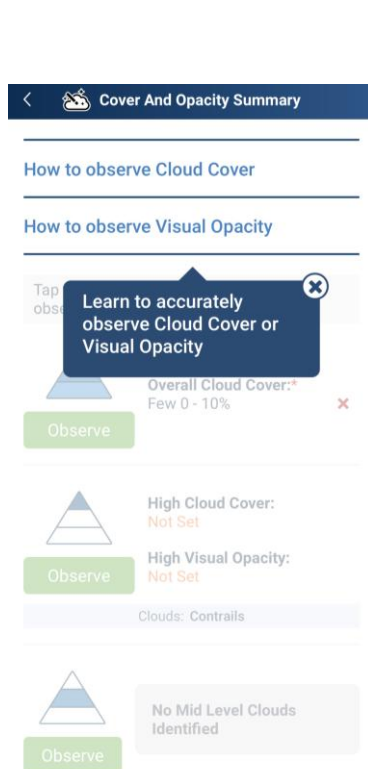 Cover And Opacity Summary
How to observe Cloud Cover
How to observe Visual Opacity
Tap
obse
Learn to accurately
observe Cloud Cover or
Visual Opacity
Overall Cloud Cover:*
Few 0 - 10%
Observe
High Cloud Cover:
Not Set
High Visual Opacity:
Observe
Not Set
Clouds: Contrails
No Mid Level Clouds
Identified
Observe